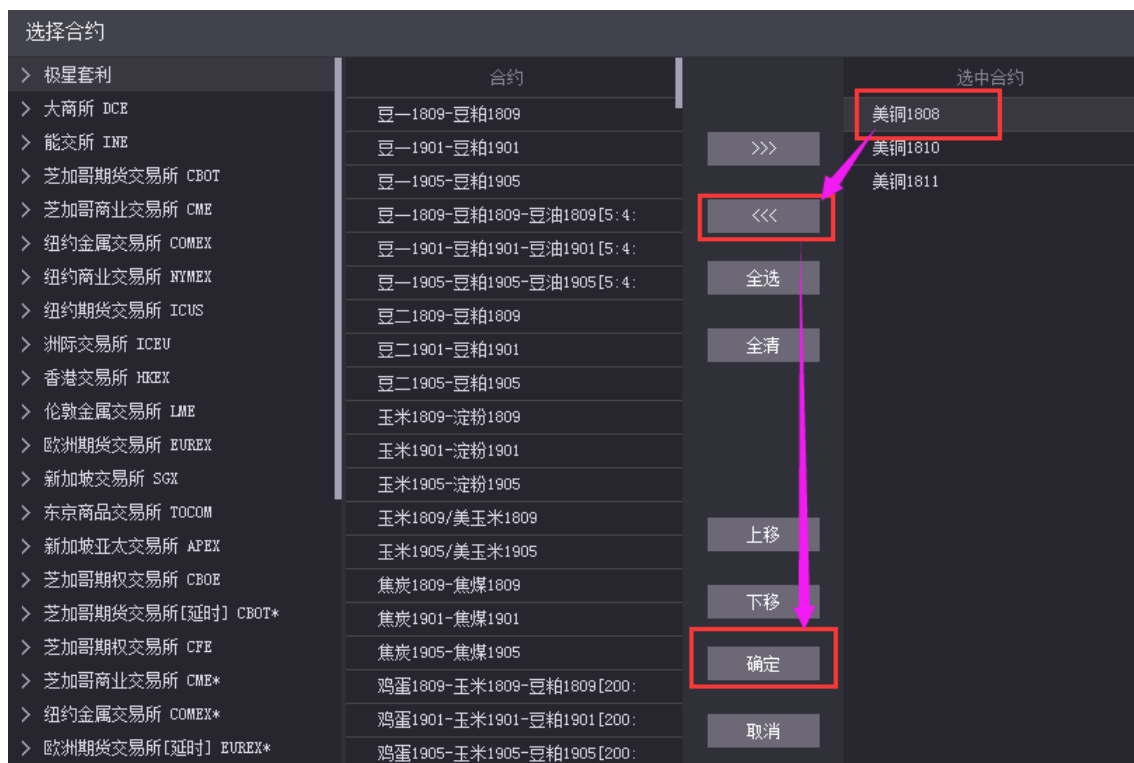 选择合约
极星套利
大商所 DCE
能交所 INE
芝加哥期货交易所 CBOT
芝加哥商业交易所 CME
纽约金属交易所 COMEX
纽约商业交易所 NYMEX
纽约期货交易所 ICUS
洲际交易所 ICEU
香港交易所 HKEX
伦敦金属交易所 LME
欧洲期货交易所 EUREX
新加坡交易所 SGX
东京商品交易所 TOCOM
新加坡亚太交易所 APEX
芝加哥期权交易所 CBOE
芝加哥期货交易所[延时] CBOT*
芝加哥期权交易所 CFE
芝加哥商业交易所 CME*
纽约金属交易所 COMEX*
欧洲期货交易所[延时] EUREX*
合约
豆一1809-豆粕1809
豆一1901-豆粕1901
豆一1905-豆粕1905
豆一1809-豆粕1809-豆油1809[5:4:
豆一1901-豆粕1901-豆油1901[5:4:
豆一1905-豆粕1905-豆油1905[5:4:
豆二1809-豆粕1809
豆二1901-豆粕1901
豆二1905-豆粕1905
玉米1809-淀粉1809
玉米1901-淀粉1901
玉米1905-淀粉1905
玉米1809/美玉米1809
玉米1905/美玉米1905
焦炭1809-焦煤1809
焦炭1901-焦煤1901
焦炭1905-焦煤1905
鸡蛋1809-玉米1809-豆粕1809[200:
鸡蛋1901-玉米1901-豆粕1901[200:
鸡蛋1905-玉米1905-豆粕1905[200:
>>>
<<<
全选
全清
上移
下移
确定
取消
选中合约
美铜1808
美铜1810
美铜1811